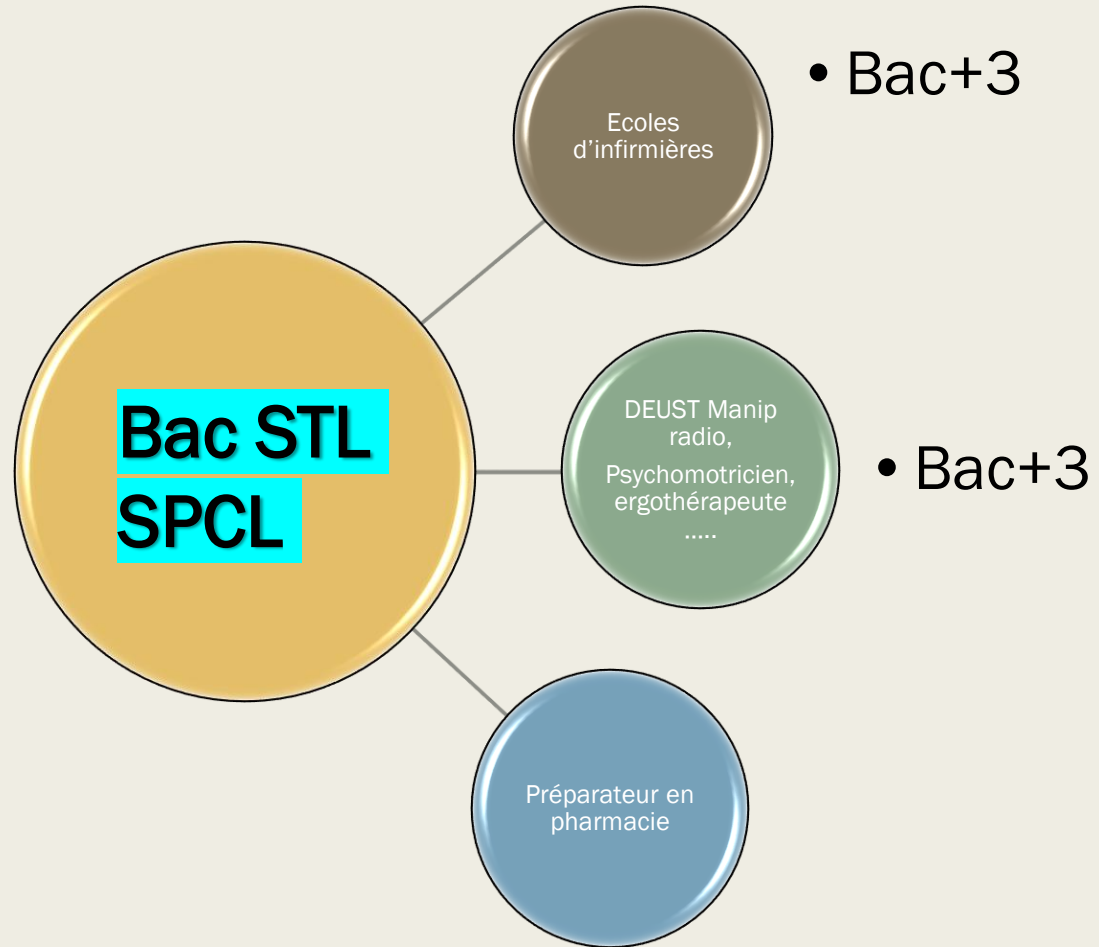 Ecoles
d'infirmières
• Bac+3
Bac STL
SPCL
DEUST Manip
radio,
Psychomotricien,
ergothérapeute
.....
• Bac+3
Préparateur en
pharmacie